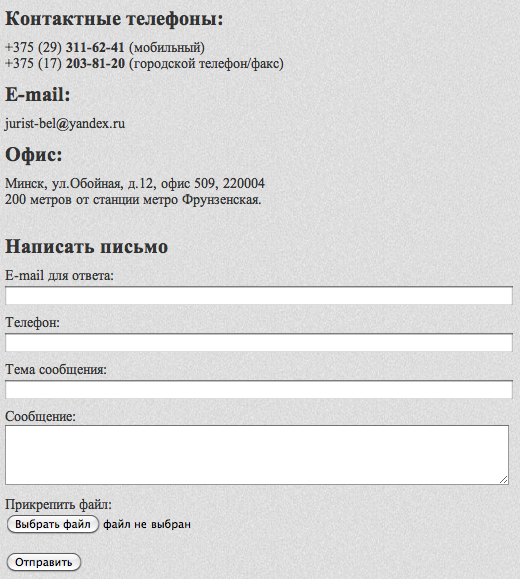 Контактные телефоны:
+375 (29) 311-62-41 (мобильный)
+375 (17) 203-81-20 (городской телефон/факс)
E-mail:
jurist-bel@yandex.ru
Офис:
Минск, ул.Обойная, д.12, офис 509, 220004
200 метров от станции метро Фрунзенская.
Написать письмо
E-mail для ответа:
Телефон:
Тема сообщения:
Сообщение:
Прикрепить файл:
Выбрать файл файл не выбран
Отправить